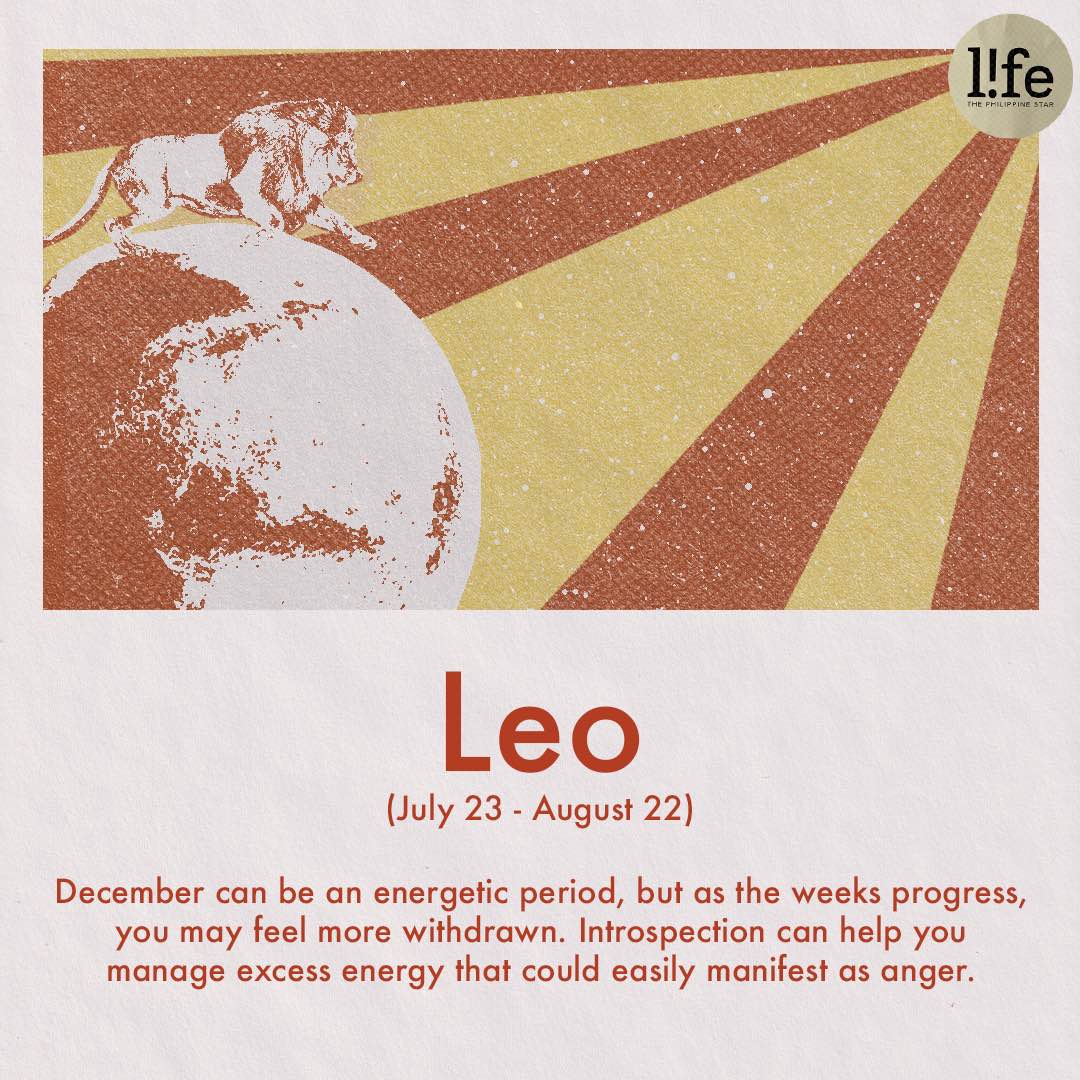 l!fe
THE PHILIPPINE STAR
Leo
(July 23 - August 22)
December can be an energetic period, but as the weeks progress,
you may feel more withdrawn. Introspection can help you
manage excess energy that could easily manifest as anger.